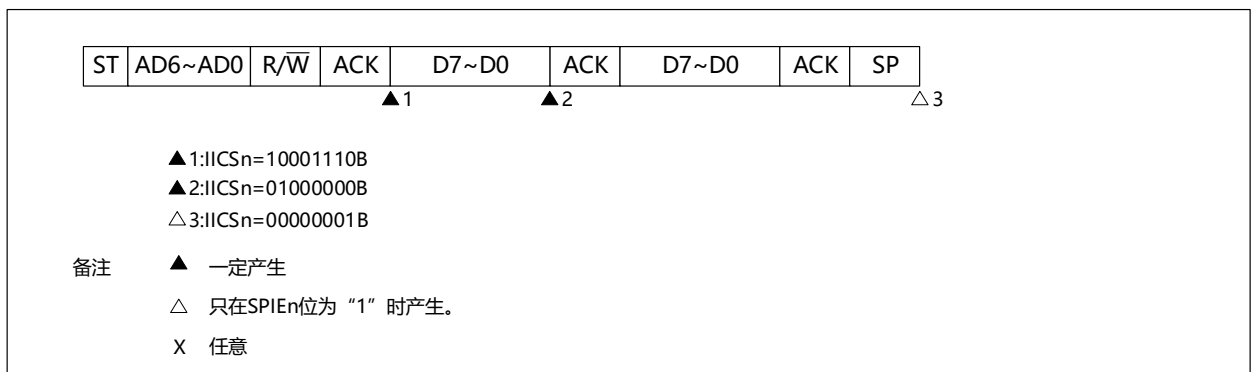 ST AD6~AD0 R/W̅ ACK D7~D0 ACK D7~D0 ACK SP
▲1 ▲2 △3
▲1:IICSn=10001110B
▲2:IICSn=01000000B
△3:IICSn=00000001B
备注 ▲ 一定产生
△ 只在SPIEn位为“1”时产生。
X 任意